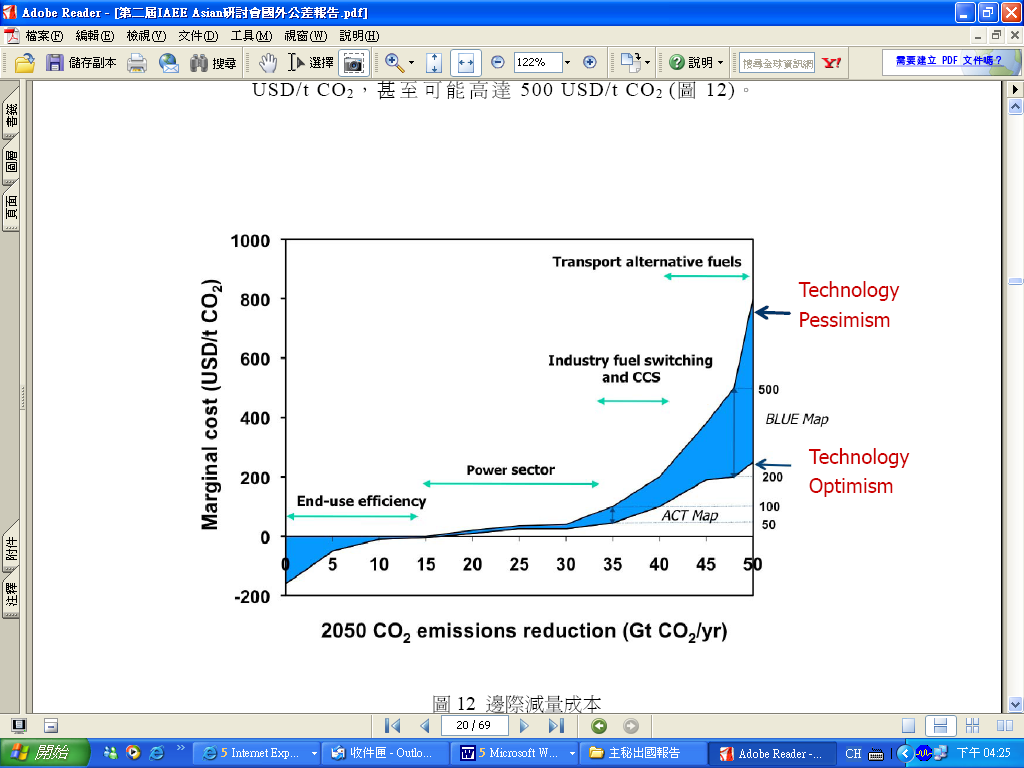 Adobe Reader - [第二屆IAEE Asian研討會國外公差報告.pdf]
檔案(F) 編輯(E) 檢視(V) 文件(D) 工具(M) 視窗(W) 說明(H)
儲存副本 搜尋 選擇 122% 說明 搜尋全球資訊網 Y! 需要建立 PDF 文件嗎？
書籤
圖層
頁面
附件
注釋
USD/t CO₂，甚至可能高達 500 USD/t CO₂ (圖 12)。
1000
800
600
400
200
0
-200
Marginal cost (USD/t CO₂)
Transport alternative fuels
Technology
Pessimism
Industry fuel switching
and CCS
500
BLUE Map
Power sector
Technology
Optimism
200
End-use efficiency
100
ACT Map
50
0 5 10 15 20 25 30 35 40 45 50
2050 CO₂ emissions reduction (Gt CO₂/yr)
圖 12 邊際減量成本
20 / 69
開始 » 5 Internet Exp... 收件匣 - Outlo... 5 Microsoft W... 主秘出國報告 Adobe Reader -... CH 下午 04:25